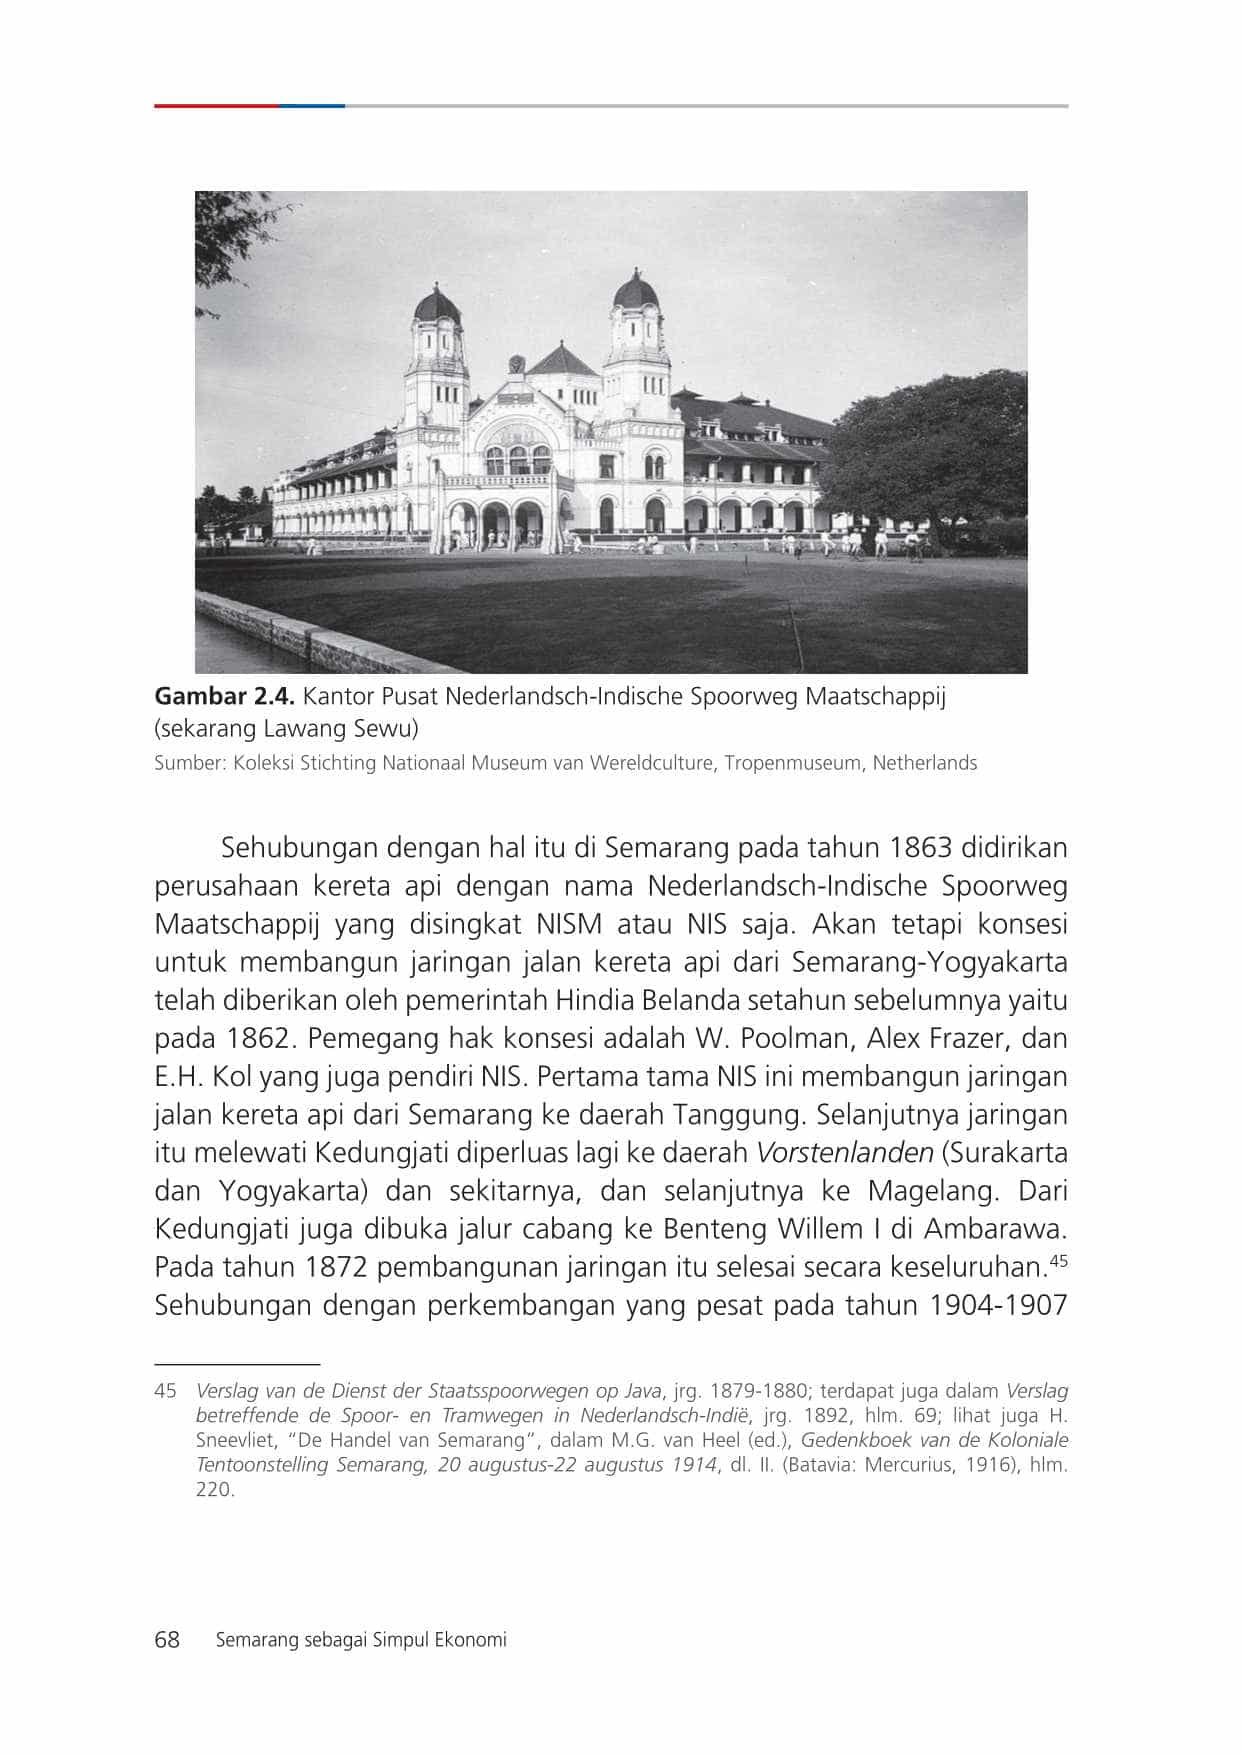 Gambar 2.4. Kantor Pusat Nederlandsch-Indische Spoorweg Maatschappij
(sekarang Lawang Sewu)
Sumber: Koleksi Stichting Nationaal Museum van Wereldculture, Tropenmuseum, Netherlands
Sehubungan dengan hal itu di Semarang pada tahun 1863 didirikan
perusahaan kereta api dengan nama Nederlandsch-Indische Spoorweg
Maatschappij yang disingkat NISM atau NIS saja. Akan tetapi konsesi
untuk membangun jaringan jalan kereta api dari Semarang-Yogyakarta
telah diberikan oleh pemerintah Hindia Belanda setahun sebelumnya yaitu
pada 1862. Pemegang hak konsesi adalah W. Poolman, Alex Frazer, dan
E.H. Kol yang juga pendiri NIS. Pertama tama NIS ini membangun jaringan
jalan kereta api dari Semarang ke daerah Tanggung. Selanjutnya jaringan
itu melewati Kedungjati diperluas lagi ke daerah Vorstenlanden (Surakarta
dan Yogyakarta) dan sekitarnya, dan selanjutnya ke Magelang. Dari
Kedungjati juga dibuka jalur cabang ke Benteng Willem I di Ambarawa.
Pada tahun 1872 pembangunan jaringan itu selesai secara keseluruhan.45
Sehubungan dengan perkembangan yang pesat pada tahun 1904-1907
45 Verslag van de Dienst der Staatsspoorwegen op Java, jrg. 1879-1880; terdapat juga dalam Verslag
betreffende de Spoor- en Tramwegen in Nederlandsch-Indië, jrg. 1892, hlm. 69; lihat juga H.
Sneevliet, “De Handel van Semarang”, dalam M.G. van Heel (ed.), Gedenkboek van de Koloniale
Tentoonstelling Semarang, 20 augustus-22 augustus 1914, dl. II. (Batavia: Mercurius, 1916), hlm.
220.
68 Semarang sebagai Simpul Ekonomi